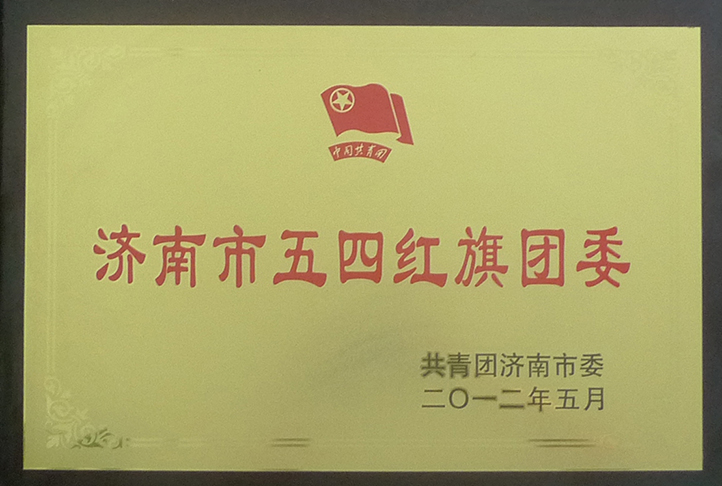 中国共青团
济南市五四红旗团委
共青团济南市委
二〇一二年五月